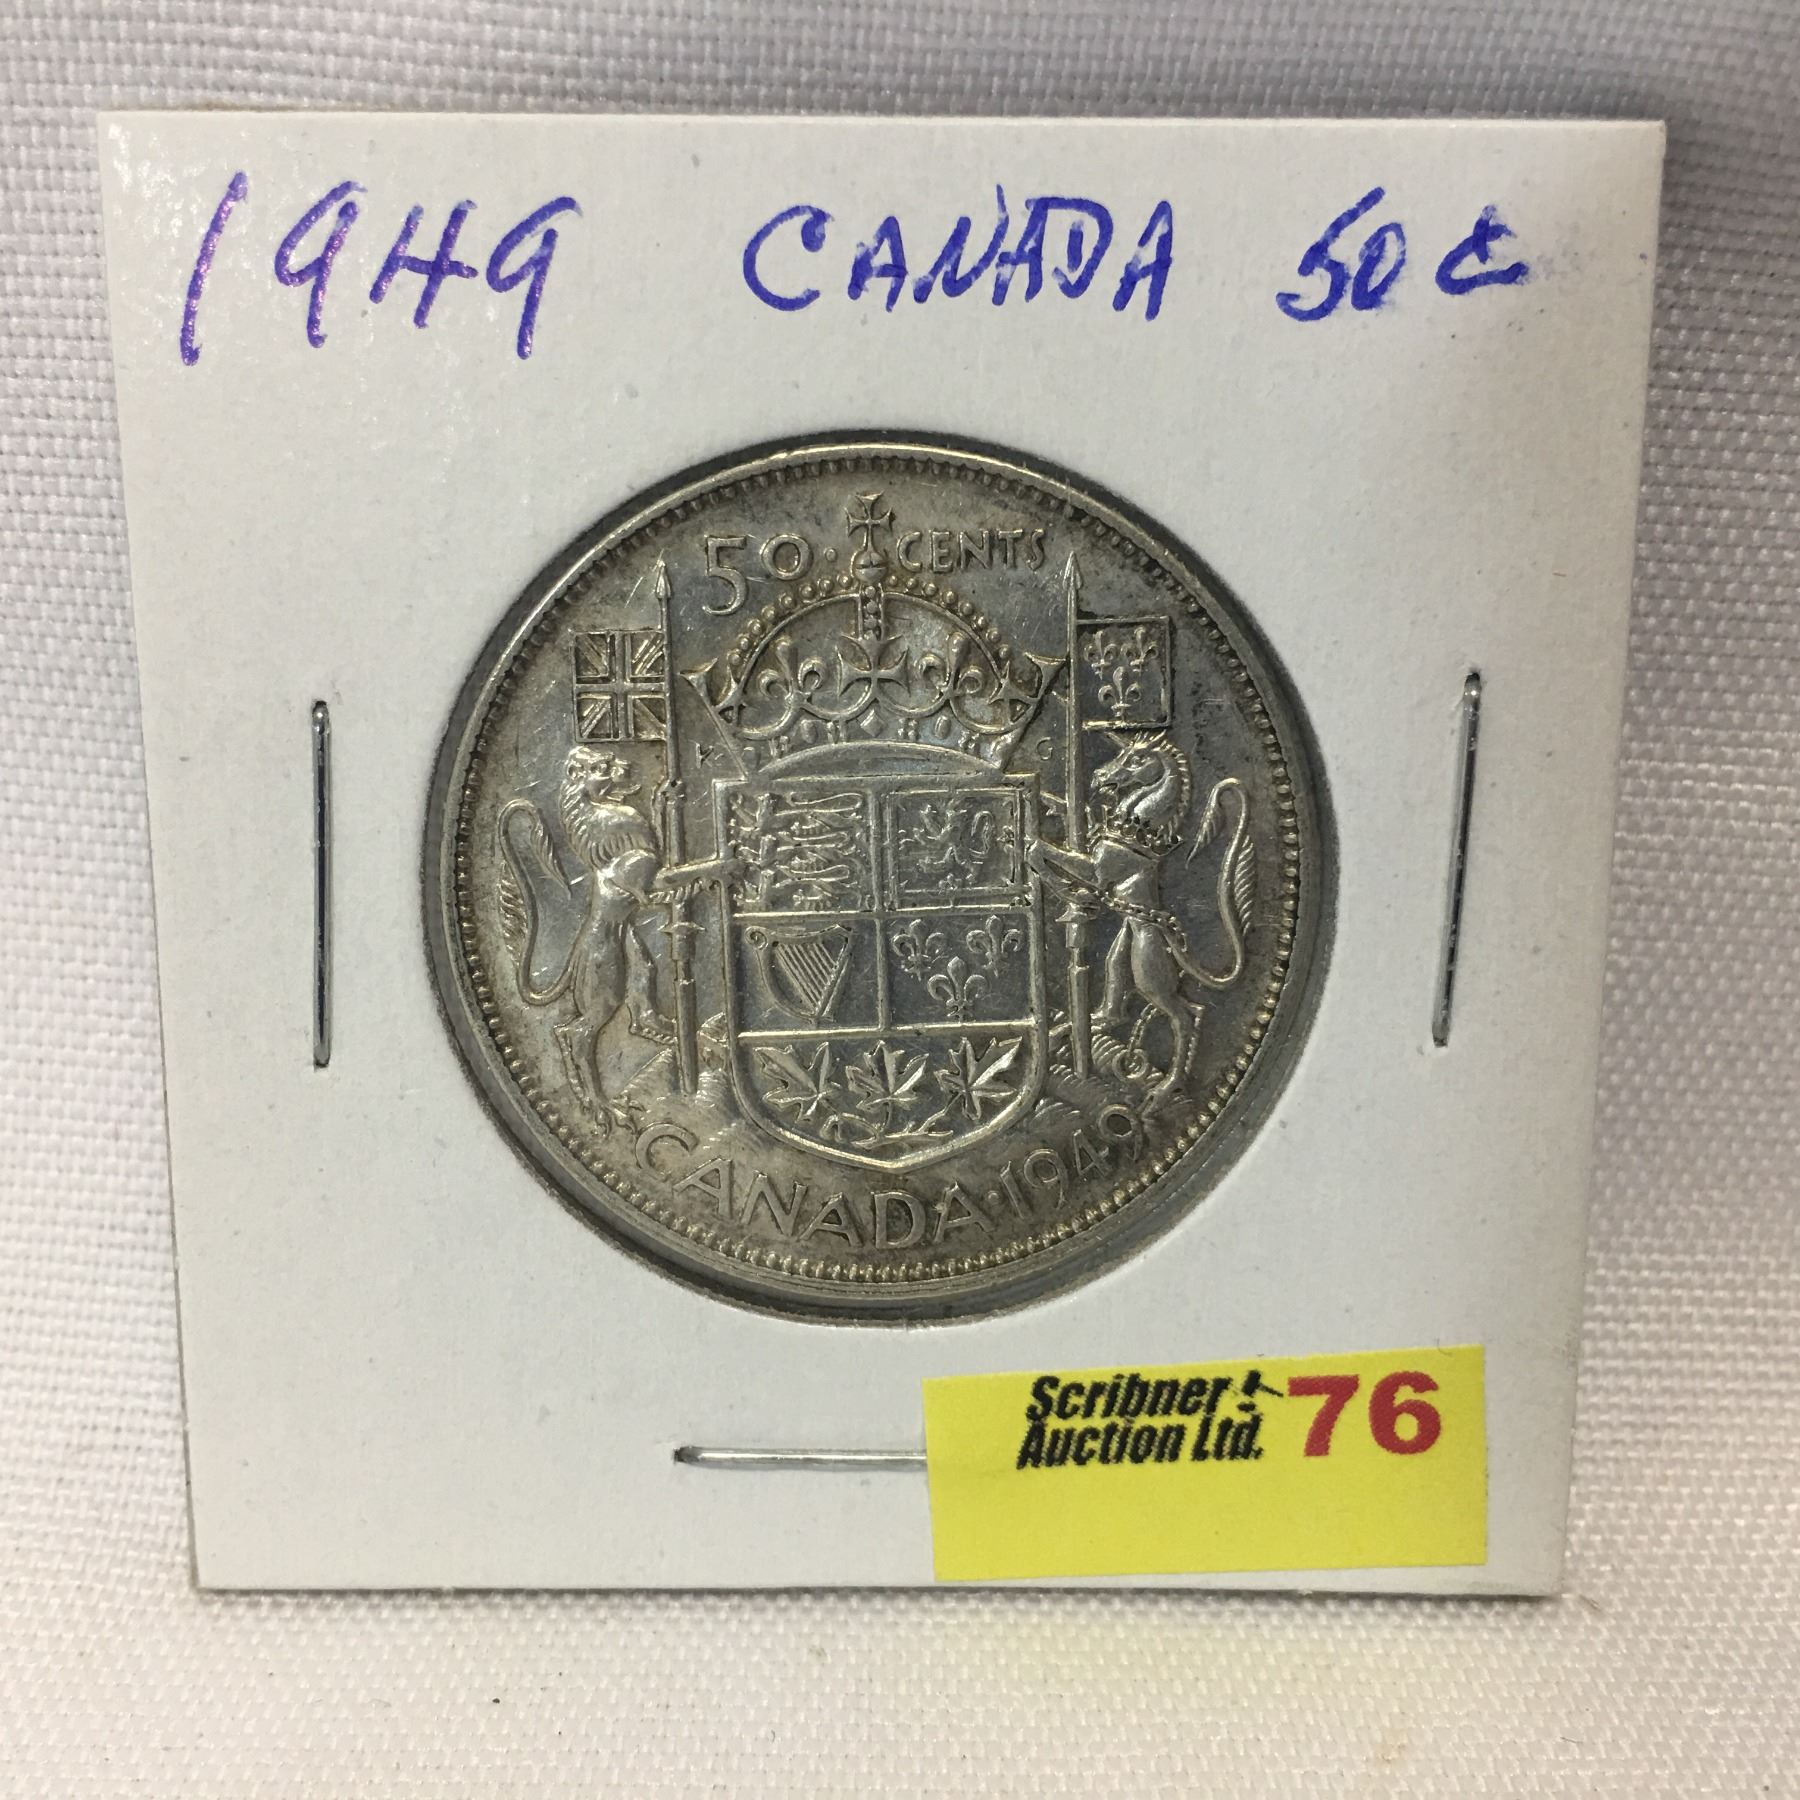 1949 CANADA 50¢
50 · CENTS
K G
CANADA · 1949
Scribner 76
Auction Ltd.